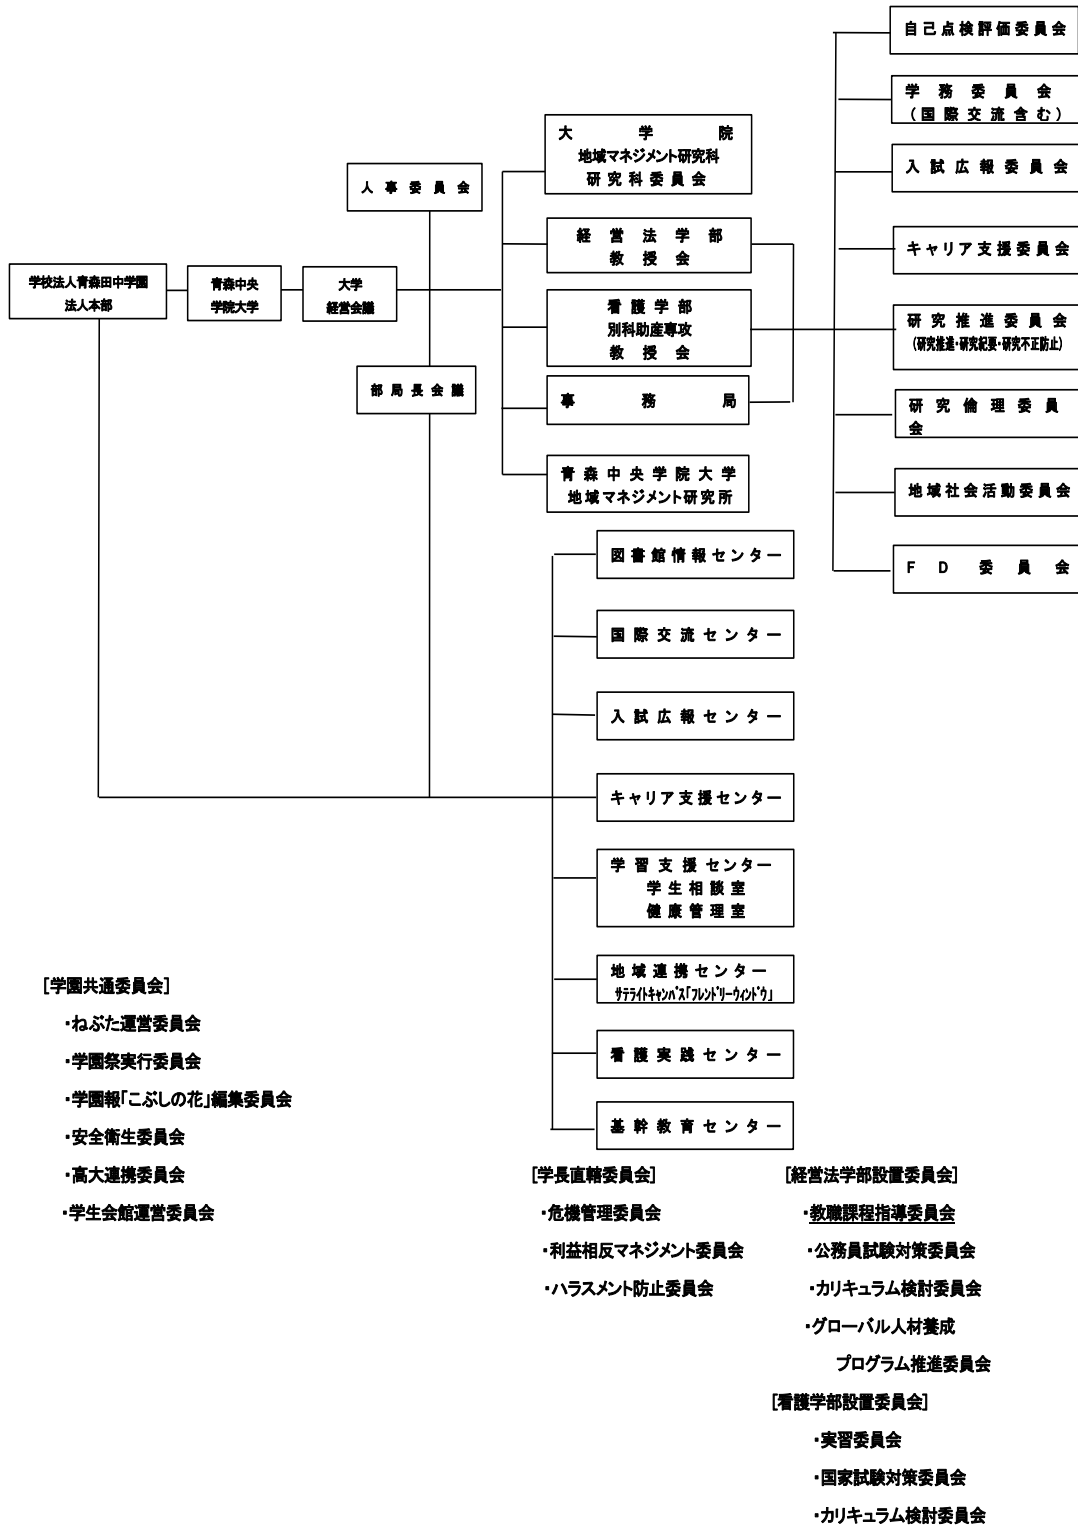 学校法人青森田中学園
法人本部
青森中央
学院大学
大学
経営会議
人事委員会
部局長会議
大学院
地域マネジメント研究科
研究科委員会
経営法学部
教授会
看護学部
別科助産専攻
教授会
事務局
青森中央学院大学
地域マネジメント研究所
自己点検評価委員会
学務委員会
(国際交流含む)
入試広報委員会
キャリア支援委員会
研究推進委員会
(研究推進・研究紀要・研究不正防止)
研究倫理委員
会
地域社会活動委員会
FD委員会
図書館情報センター
国際交流センター
入試広報センター
キャリア支援センター
学習支援センター
学生相談室
健康管理室
地域連携センター
サテライトキャンパス「フレンドリーウィンドウ」
看護実践センター
基幹教育センター
[学園共通委員会]
・ねぶた運営委員会
・学園祭実行委員会
・学園報「こぶしの花」編集委員会
・安全衛生委員会
・高大連携委員会
・学生会館運営委員会
[学長直轄委員会]
・危機管理委員会
・利益相反マネジメント委員会
・ハラスメント防止委員会
[経営法学部設置委員会]
・教職課程指導委員会
・公務員試験対策委員会
・カリキュラム検討委員会
・グローバル人材養成
プログラム推進委員会
[看護学部設置委員会]
・実習委員会
・国家試験対策委員会
・カリキュラム検討委員会